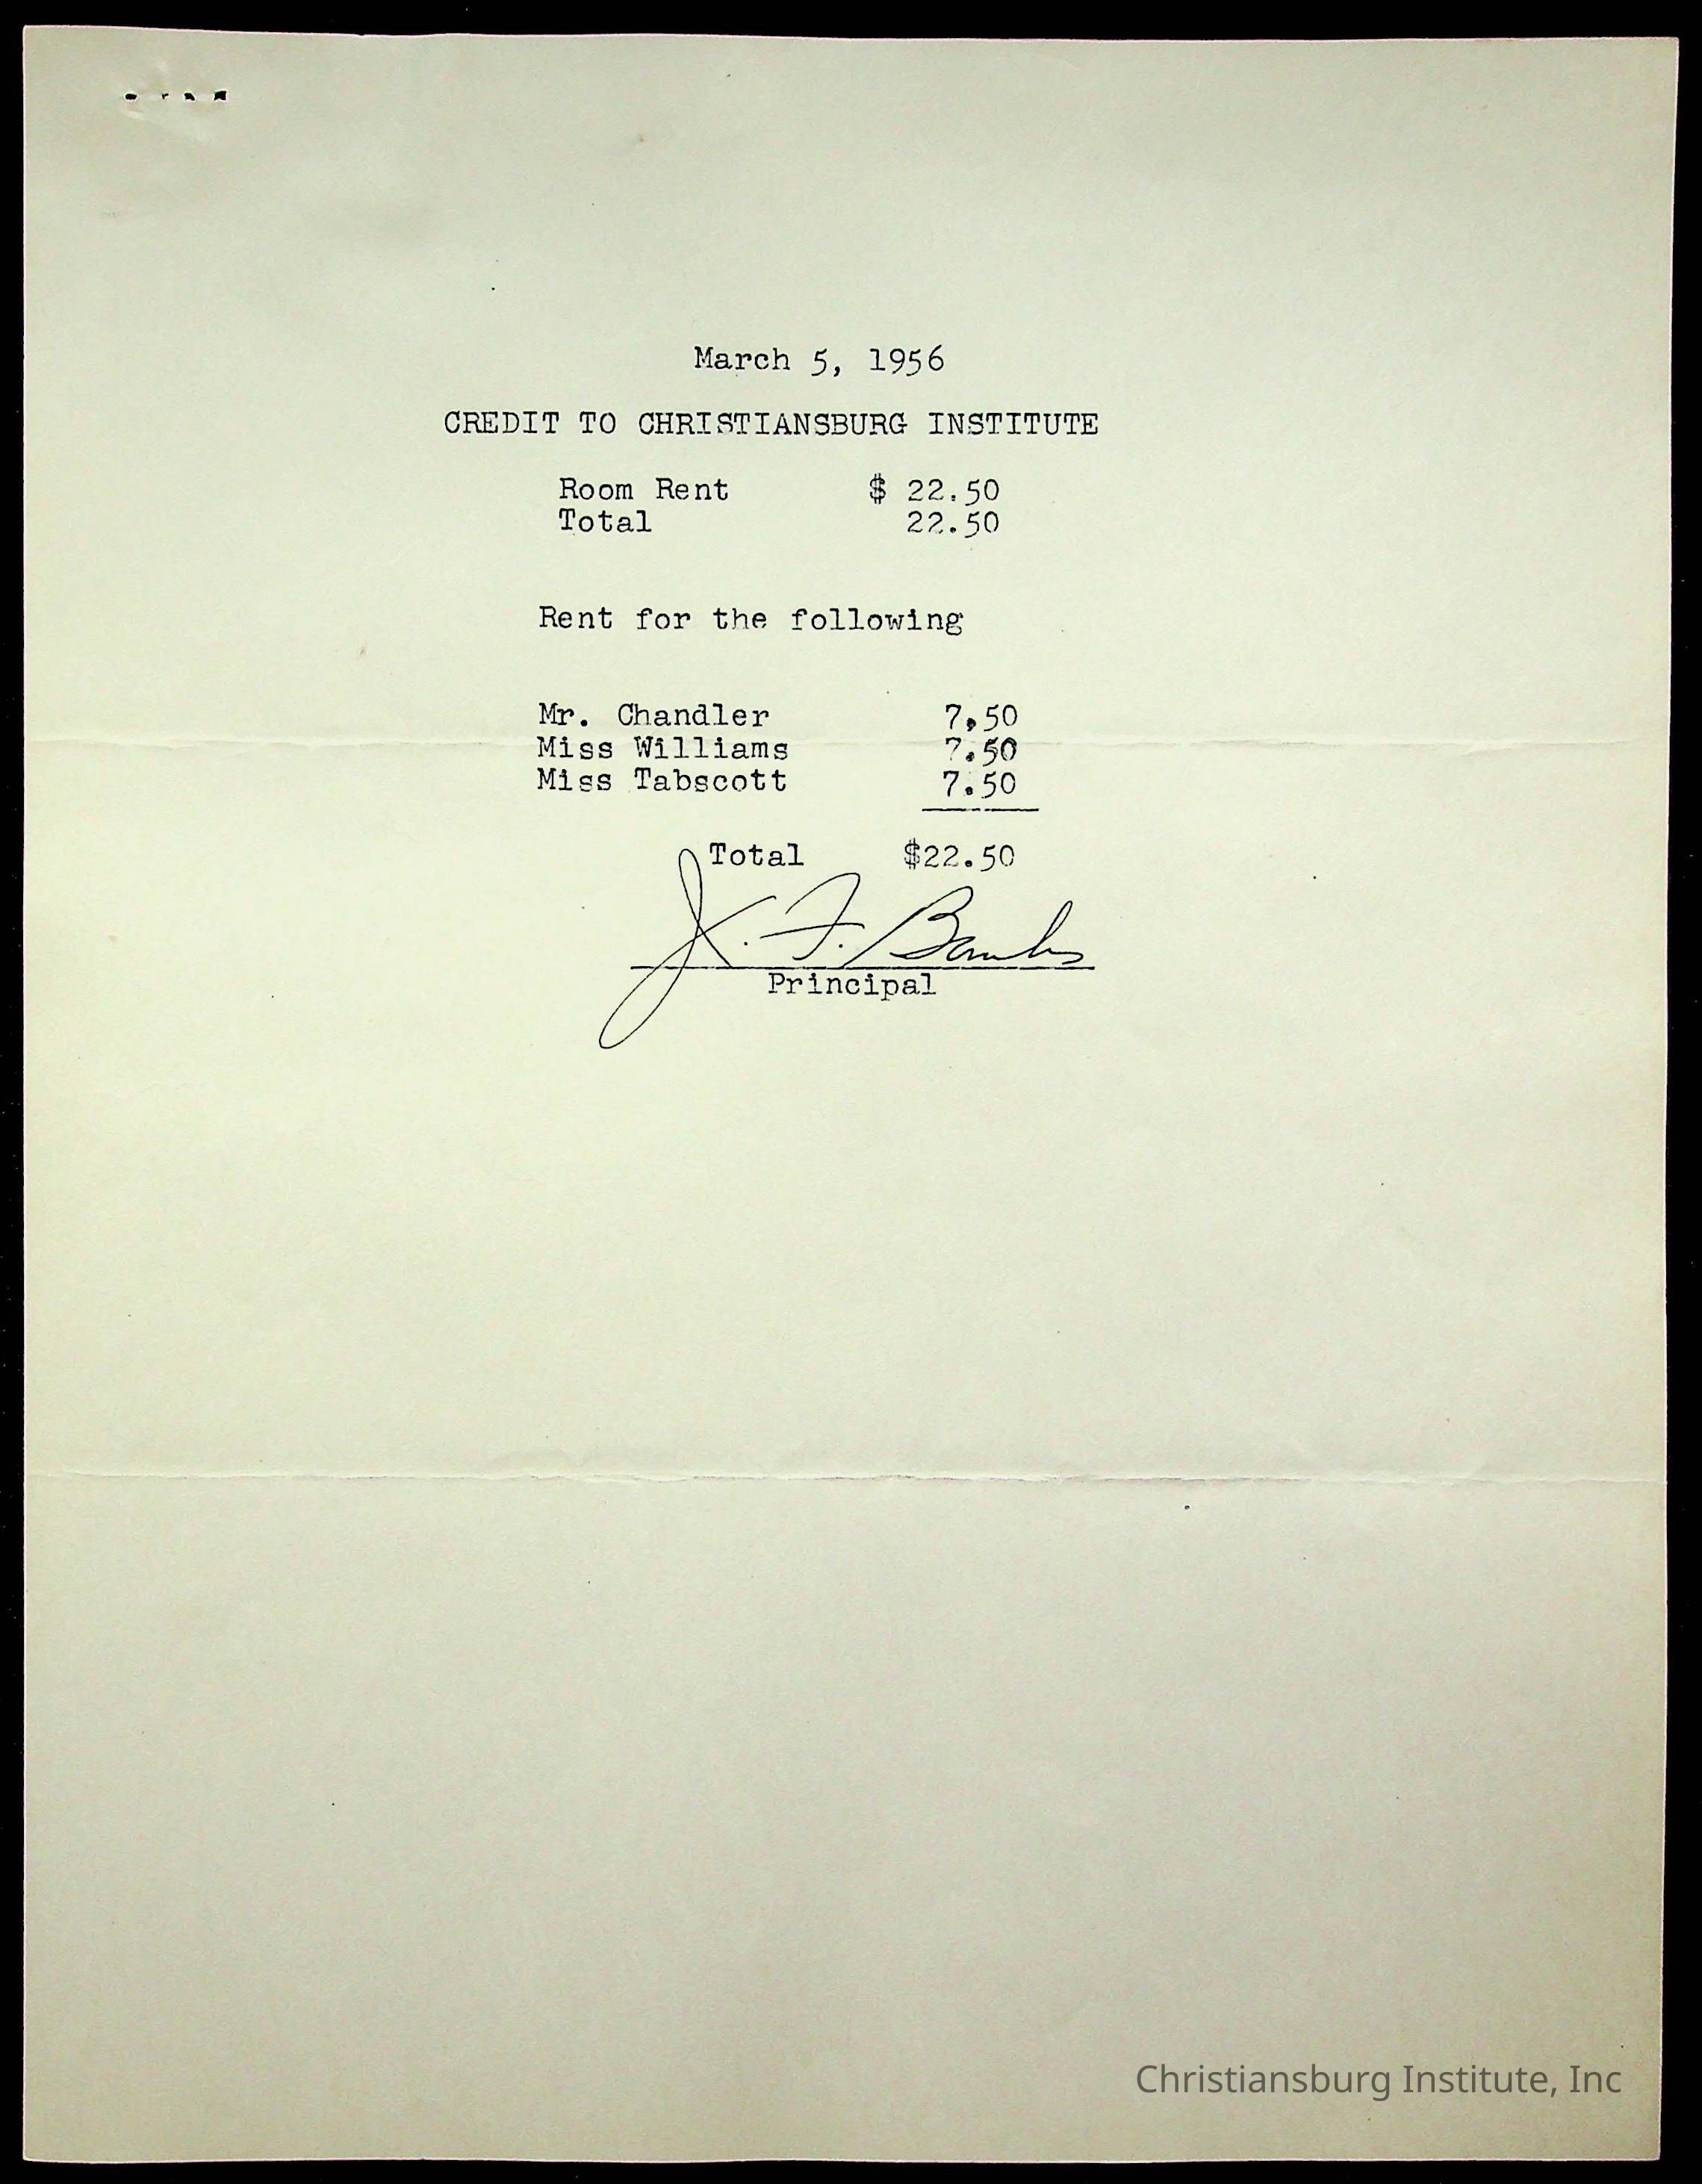 March 5, 1956
CREDIT TO CHRISTIANSBURG INSTITUTE
Room Rent $ 22.50
Total 22.50
Rent for the following
Mr. Chandler 7.50
Miss Williams 7.50
Miss Tabscott 7.50
Total $22.50
J. F. Banks
Principal
Christiansburg Institute, Inc